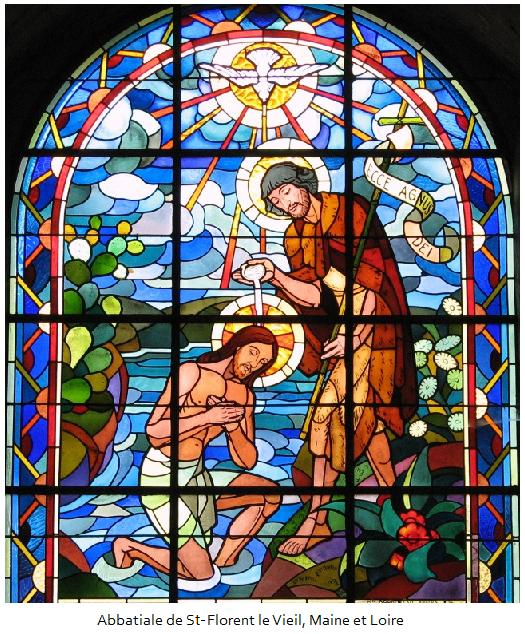 ECCE AGNUS
DEI
Abbatiale de St-Florent le Vieil, Maine et Loire